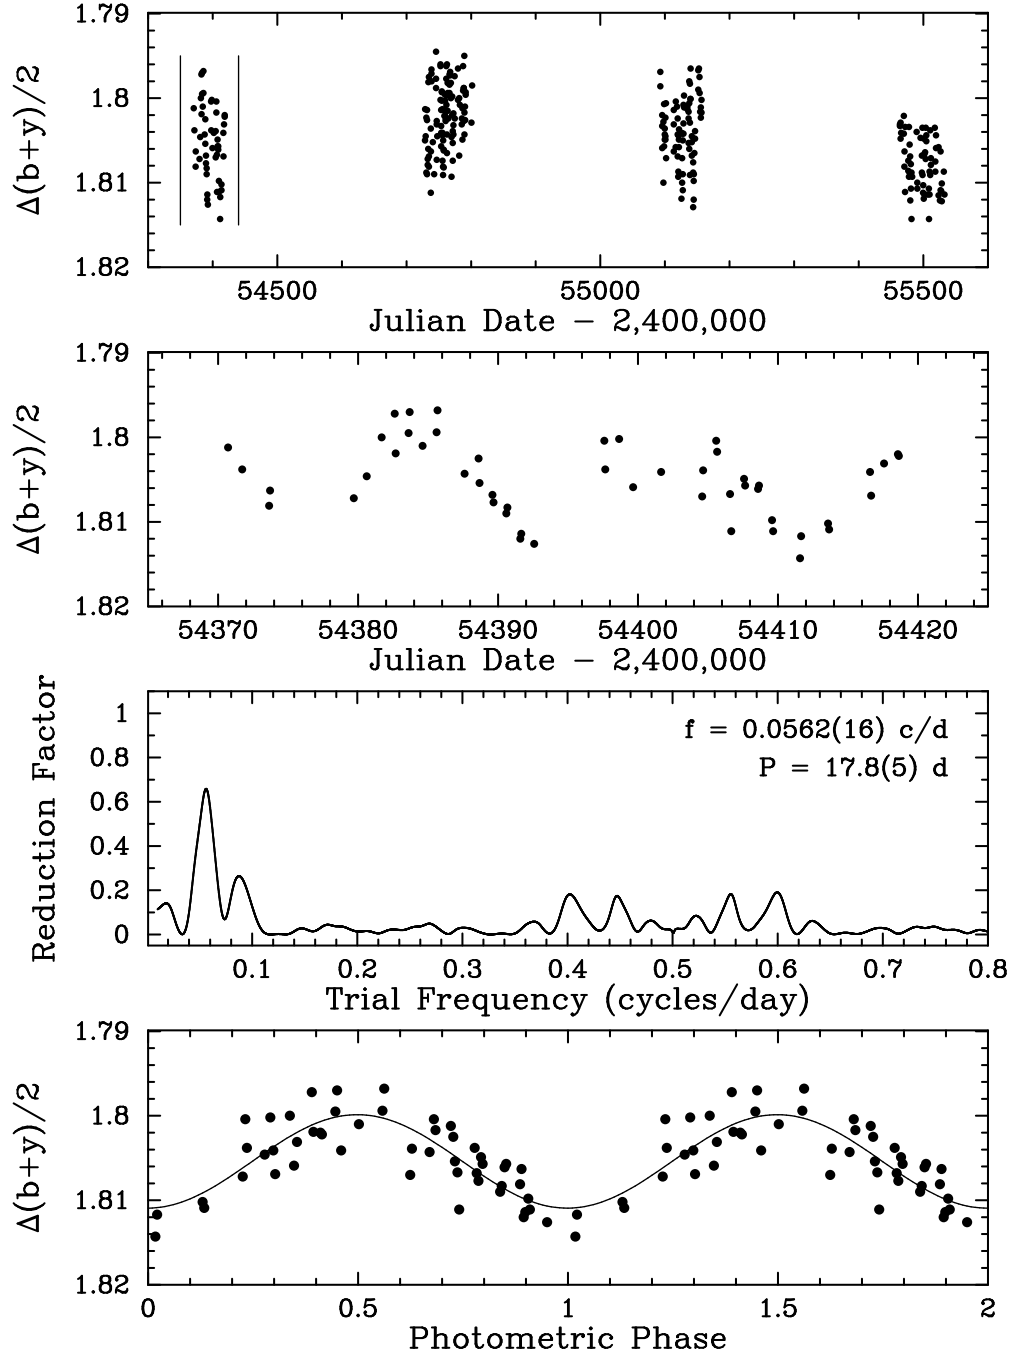 1.79
1.8
1.81
1.82
Δ(b+y)/2
54500 55000 55500
Julian Date − 2,400,000
1.79
1.8
1.81
1.82
Δ(b+y)/2
54370 54380 54390 54400 54410 54420
Julian Date − 2,400,000
1
0.8
0.6
0.4
0.2
0
Reduction Factor
f = 0.0562(16) c/d
P = 17.8(5) d
0.1 0.2 0.3 0.4 0.5 0.6 0.7 0.8
Trial Frequency (cycles/day)
1.79
1.8
1.81
1.82
Δ(b+y)/2
0 0.5 1 1.5 2
Photometric Phase